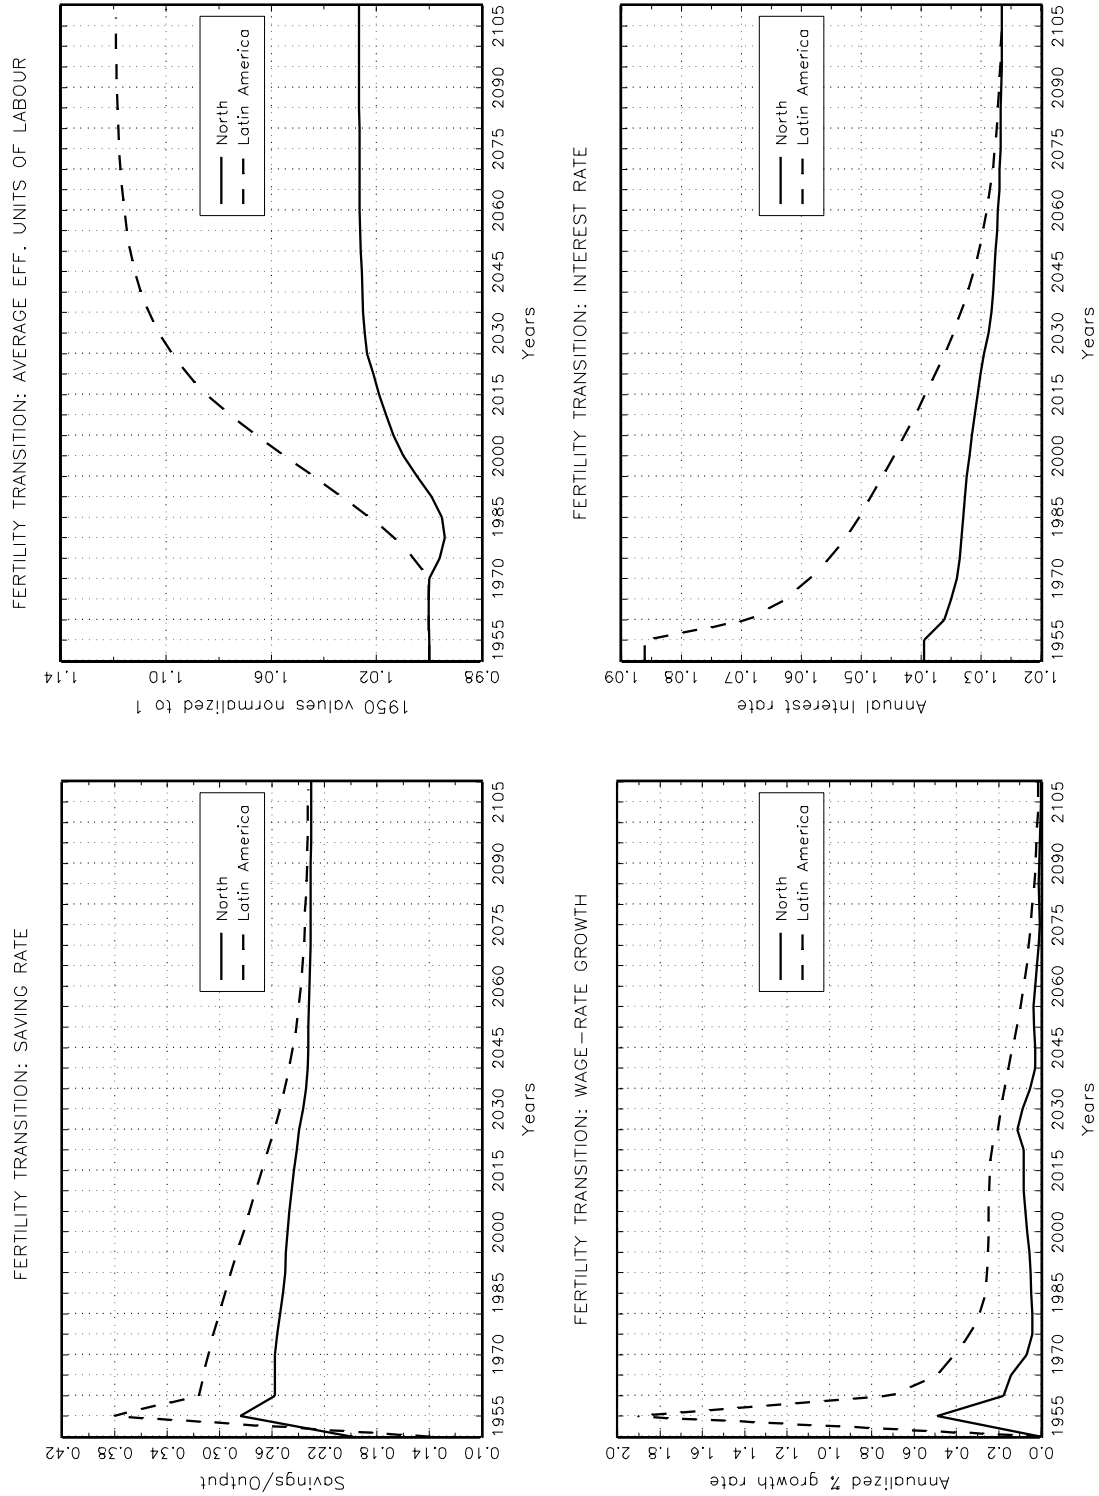 FERTILITY TRANSITION: SAVING RATE
Savings/Output
0.42
0.38
0.34
0.30
0.26
0.22
0.18
0.14
0.10
North
Latin America
1955 1970 1985 2000 2015 2030 2045 2060 2075 2090 2105
Years
FERTILITY TRANSITION: AVERAGE EFF. UNITS OF LABOUR
1950 values normalized to 1
1.14
1.10
1.06
1.02
0.98
North
Latin America
1955 1970 1985 2000 2015 2030 2045 2060 2075 2090 2105
Years
FERTILITY TRANSITION: WAGE-RATE GROWTH
Annualized % growth rate
2.0
1.8
1.6
1.4
1.2
1.0
0.8
0.6
0.4
0.2
0.0
North
Latin America
1955 1970 1985 2000 2015 2030 2045 2060 2075 2090 2105
Years
FERTILITY TRANSITION: INTEREST RATE
Annual Interest rate
1.09
1.08
1.07
1.06
1.05
1.04
1.03
1.02
North
Latin America
1955 1970 1985 2000 2015 2030 2045 2060 2075 2090 2105
Years